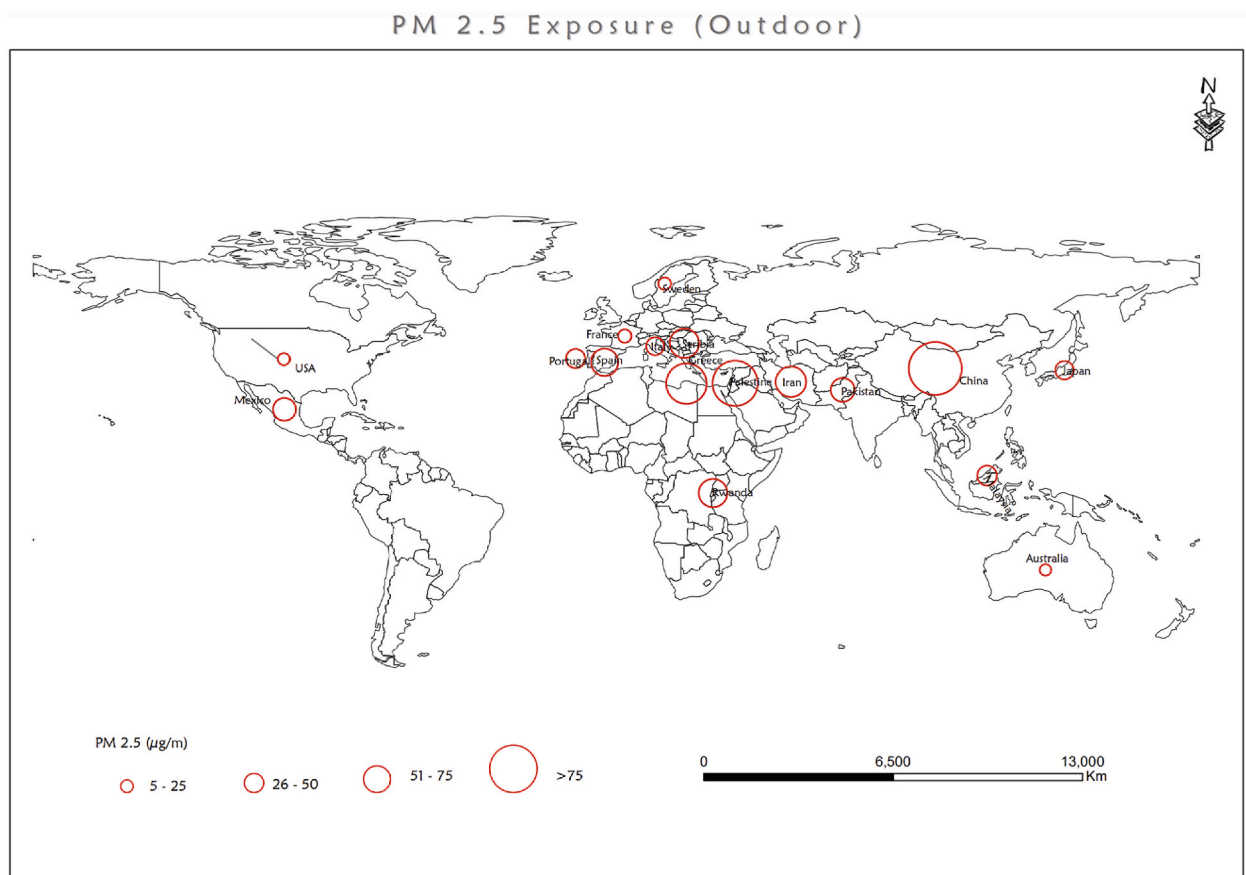 PM 2.5 Exposure (Outdoor)
N
Sweden
France
Italy
Serbia
Portugal
Spain
Greece
USA
Palestine
Iran
Pakistan
China
Japan
Mexico
Malaysia
Rwanda
Australia
PM 2.5 (µg/m)
5 - 25
26 - 50
51 - 75
>75
0 6,500 13,000
Km